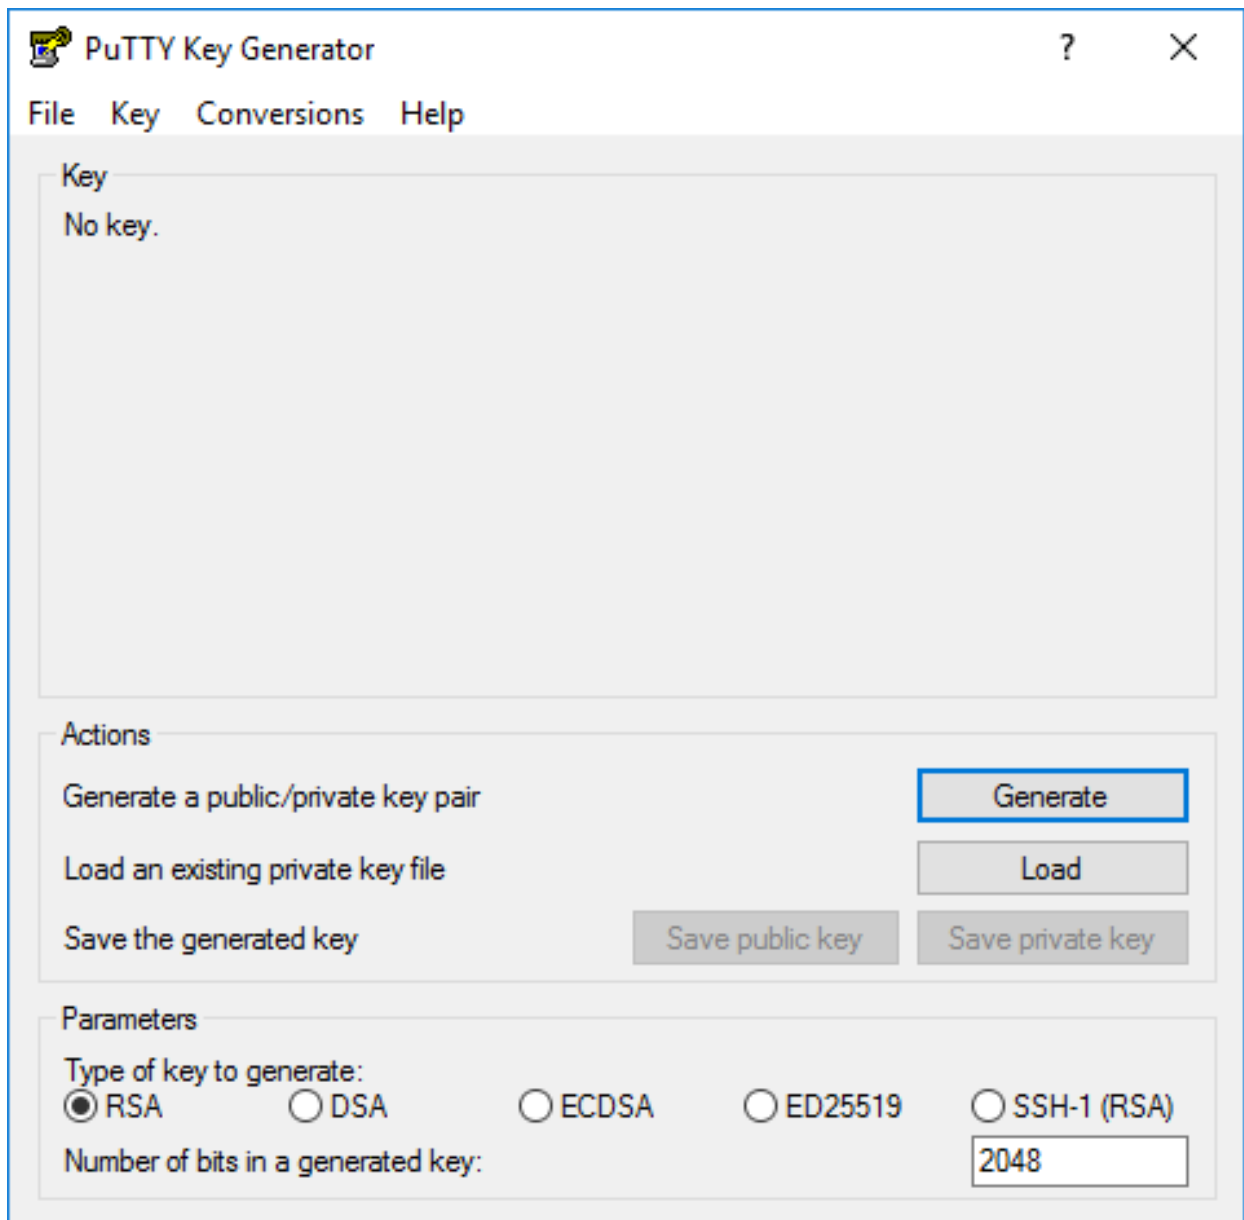 PuTTY Key Generator ?
File Key Conversions Help
Key
No key.
Actions
Generate a public/private key pair Generate
Load an existing private key file Load
Save the generated key Save public key Save private key
Parameters
Type of key to generate:
RSA DSA ECDSA ED25519 SSH-1 (RSA)
Number of bits in a generated key: 2048